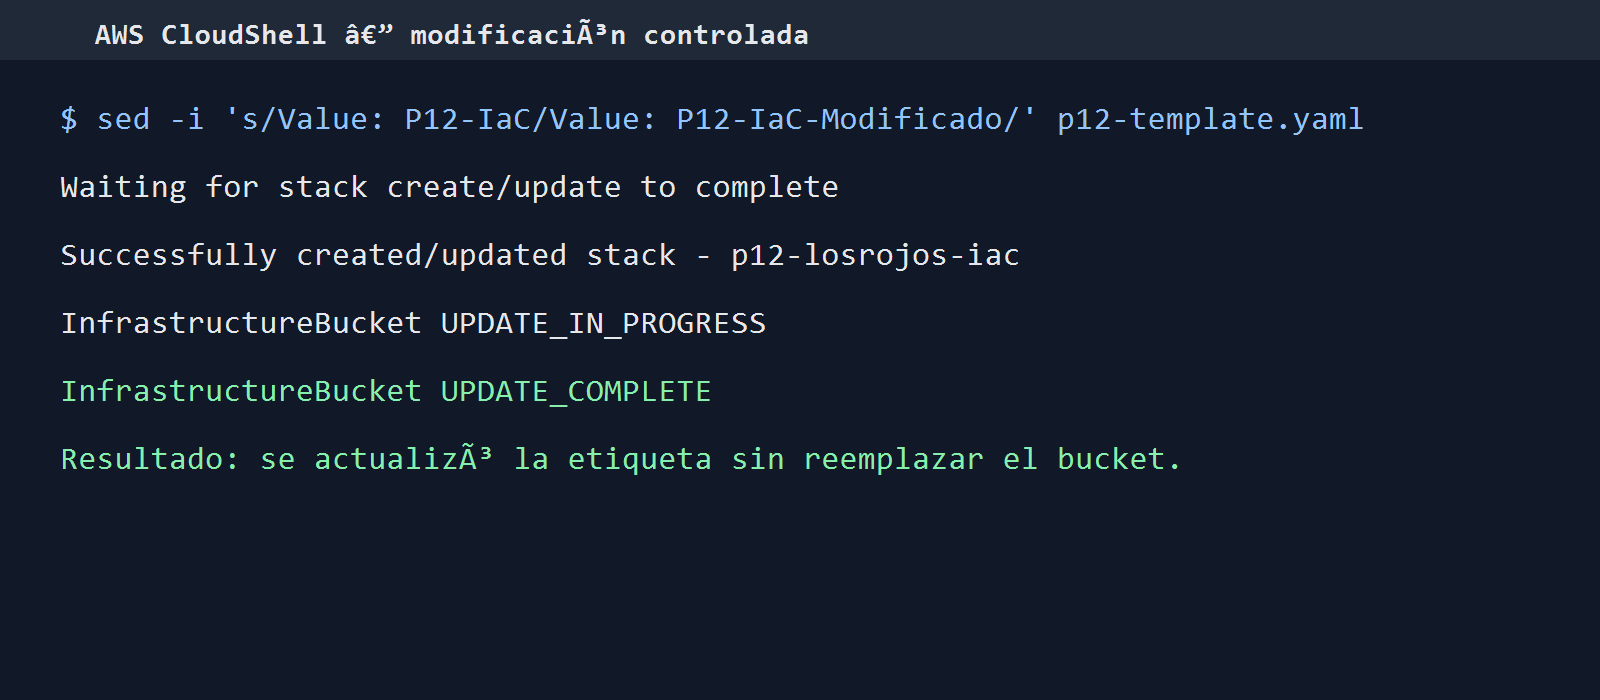 AWS CloudShell â€” modificaciÃ³n controlada
$ sed -i 's/Value: P12-IaC/Value: P12-IaC-Modificado/' p12-template.yaml
Waiting for stack create/update to complete
Successfully created/updated stack - p12-losrojos-iac
InfrastructureBucket UPDATE_IN_PROGRESS
InfrastructureBucket UPDATE_COMPLETE
Resultado: se actualizÃ³ la etiqueta sin reemplazar el bucket.